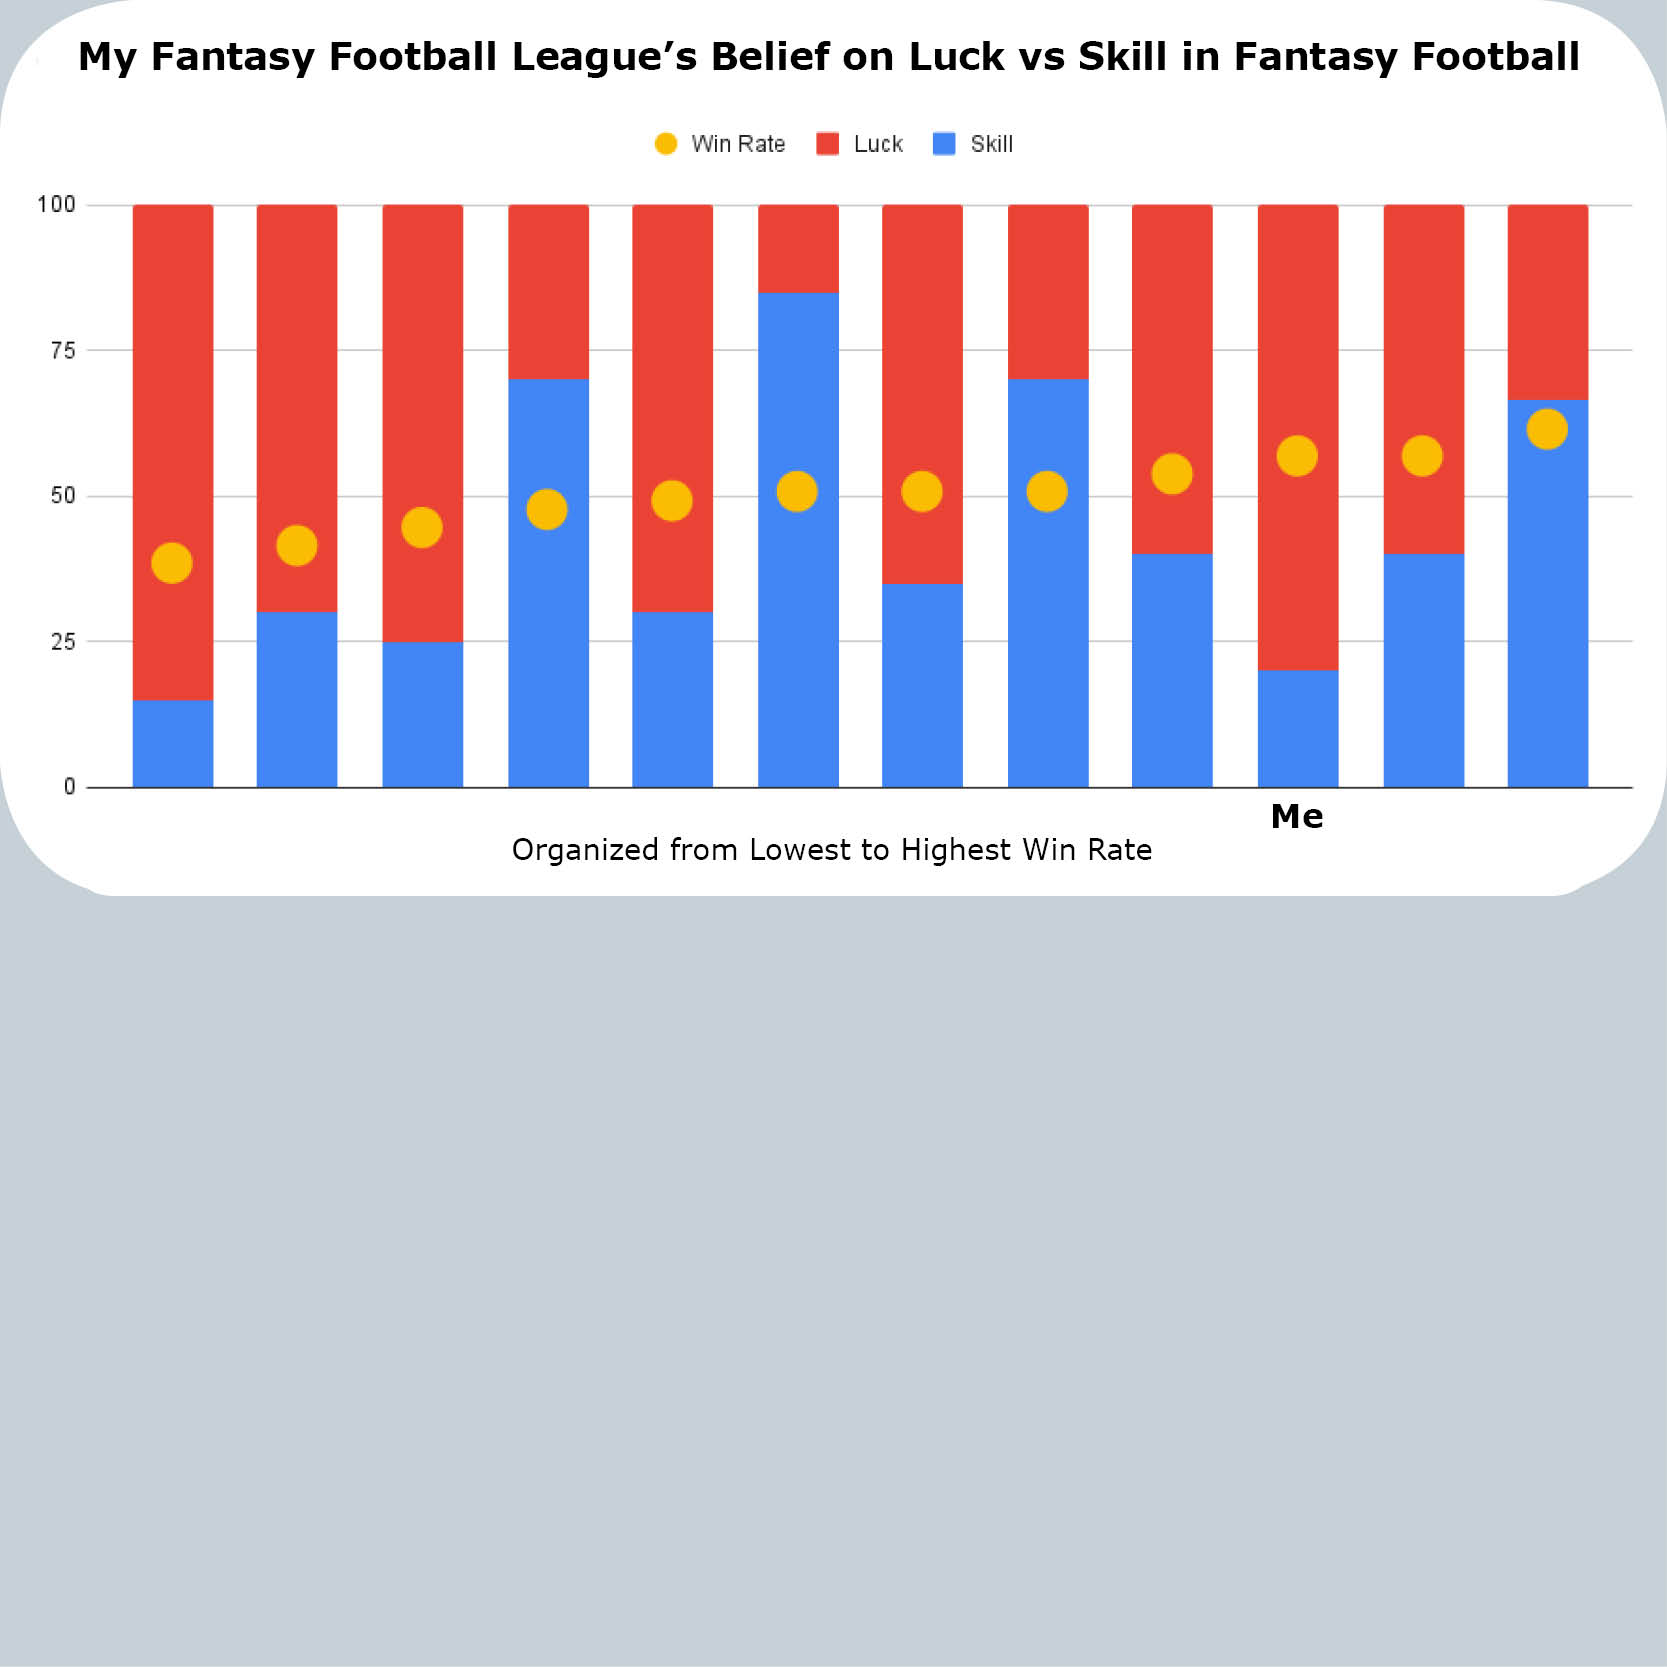 My Fantasy Football League’s Belief on Luck vs Skill in Fantasy Football
Win Rate Luck Skill
100
75
50
25
0
Me
Organized from Lowest to Highest Win Rate